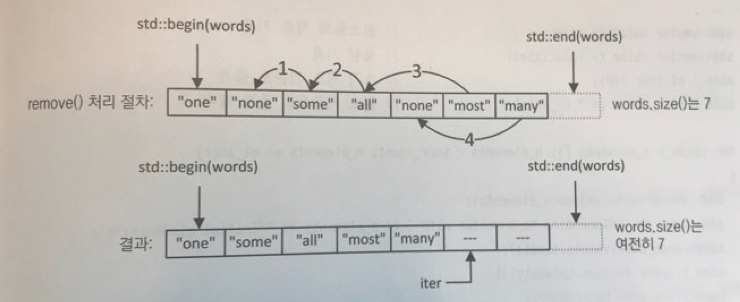 std::begin(words)
std::end(words)
1
2
3
remove() 처리 절차:
"one" "none" "some" "all" "none" "most" "many"
words.size()는 7
4
std::begin(words)
std::end(words)
결과:
"one" "some" "all" "most" "many" --- ---
words.size()는
여전히 7
iter